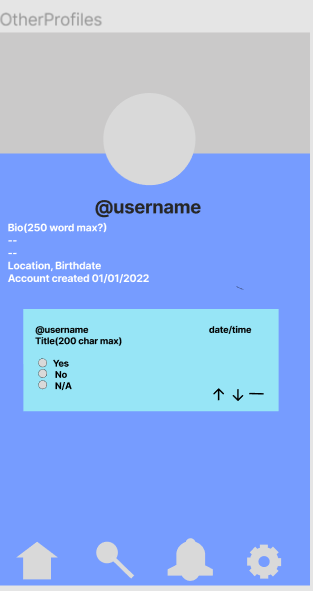 OtherProfiles
@username
Bio(250 word max?)
--
--
Location, Birthdate
Account created 01/01/2022
@username date/time
Title(200 char max)
Yes
No
N/A